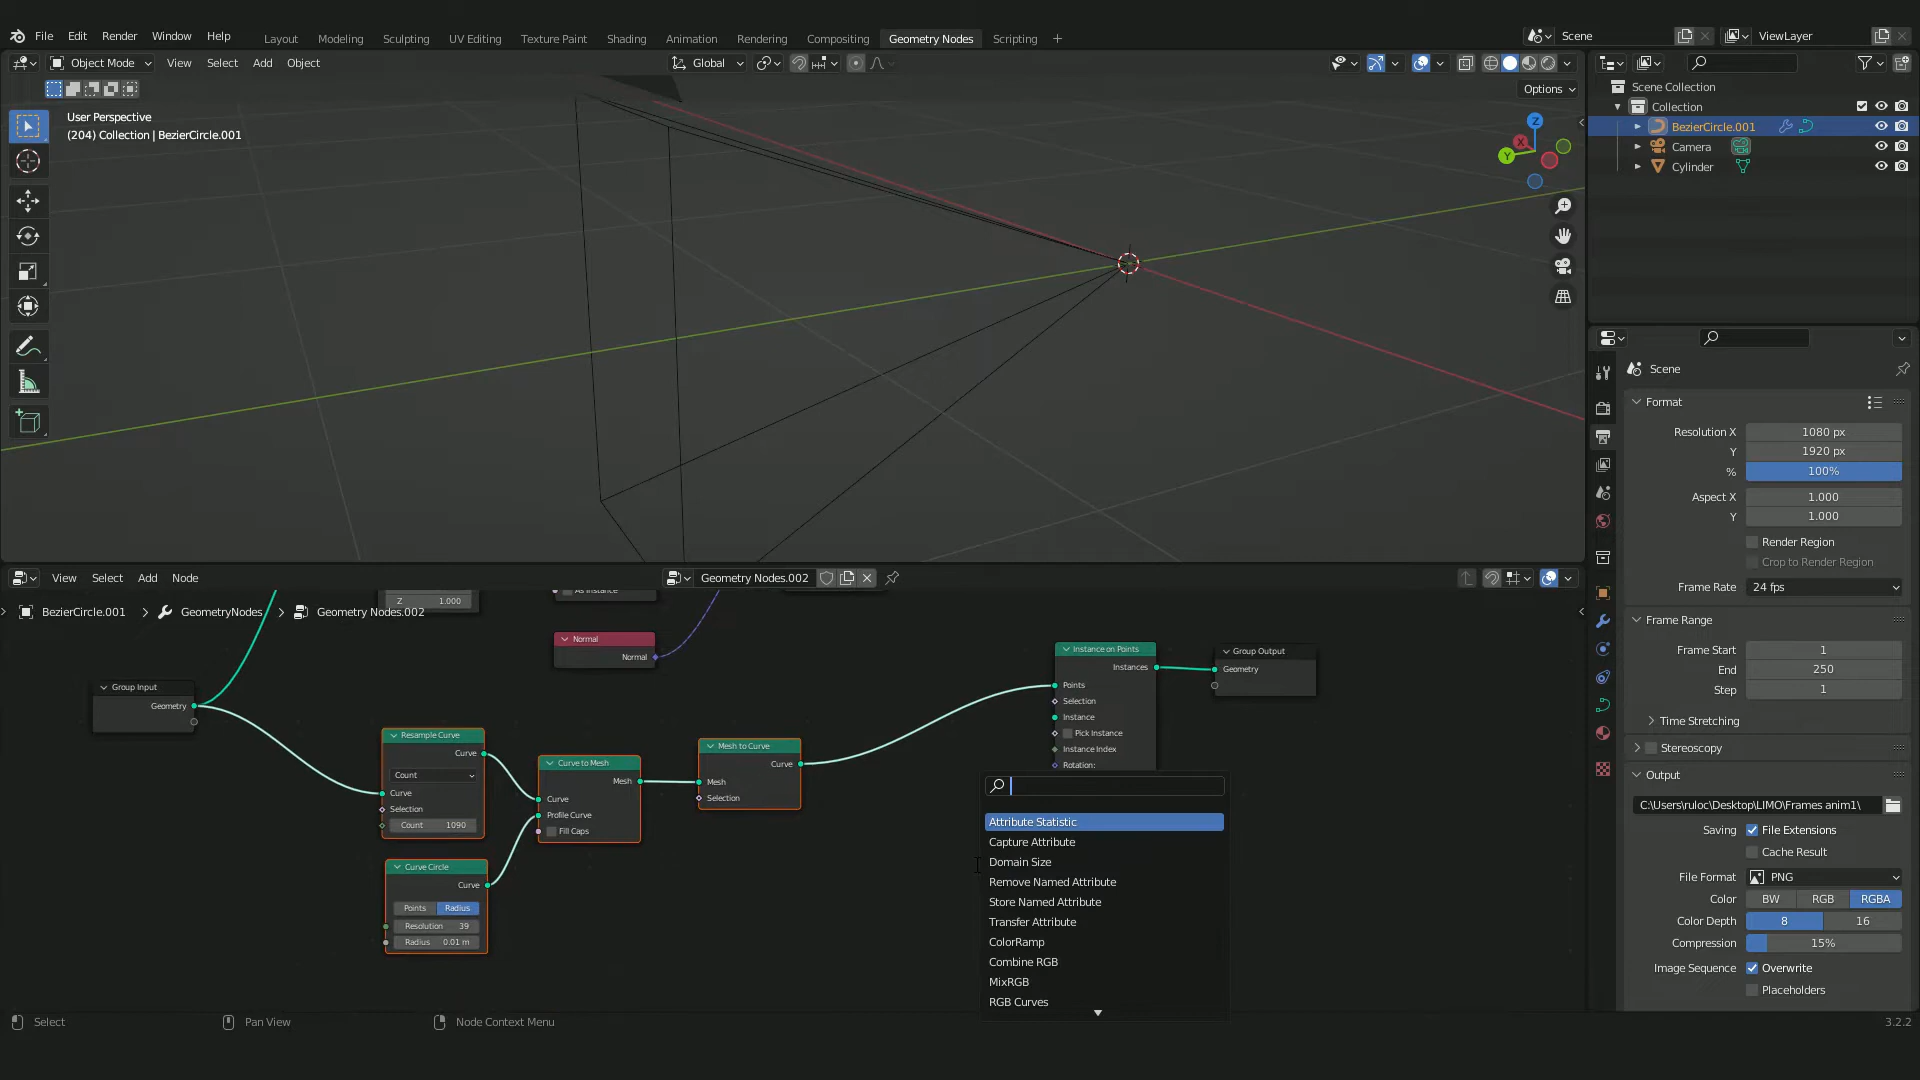 File Edit Render Window Help
Layout Modeling Sculpting UV Editing Texture Paint Shading Animation Rendering Compositing Geometry Nodes Scripting +
Scene
ViewLayer
Object Mode View Select Add Object
Global
Options
User Perspective
(204) Collection | BezierCircle.001
Z
X
Y
Scene Collection
Collection
BezierCircle.001
Camera
Cylinder
Scene
Format
Resolution X 1080 px
Y 1920 px
% 100%
Aspect X 1.000
Y 1.000
Render Region
Crop to Render Region
Frame Rate 24 fps
Frame Range
Frame Start 1
End 250
Step 1
Time Stretching
Stereoscopy
Output
C:\Users\ruloc\Desktop\LIMO\Frames anim1\
Saving File Extensions
Cache Result
File Format PNG
Color BW RGB RGBA
Color Depth 8 16
Compression 15%
Image Sequence Overwrite
Placeholders
View Select Add Node
Geometry Nodes.002
BezierCircle.001 > GeometryNodes > Geometry Nodes.002
Z 1.000
As Instance
Normal
Normal
Group Input
Geometry
Resample Curve
Curve
Count
Curve
Selection
Count 1090
Curve Circle
Curve
Points Radius
Resolution 39
Radius 0.01 m
Curve to Mesh
Mesh
Curve
Profile Curve
Fill Caps
Mesh to Curve
Curve
Mesh
Selection
Instance on Points
Instances
Points
Selection
Instance
Pick Instance
Instance Index
Rotation:
Group Output
Geometry
Attribute Statistic
Capture Attribute
Domain Size
Remove Named Attribute
Store Named Attribute
Transfer Attribute
ColorRamp
Combine RGB
MixRGB
RGB Curves
Select
Pan View
Node Context Menu
3.2.2